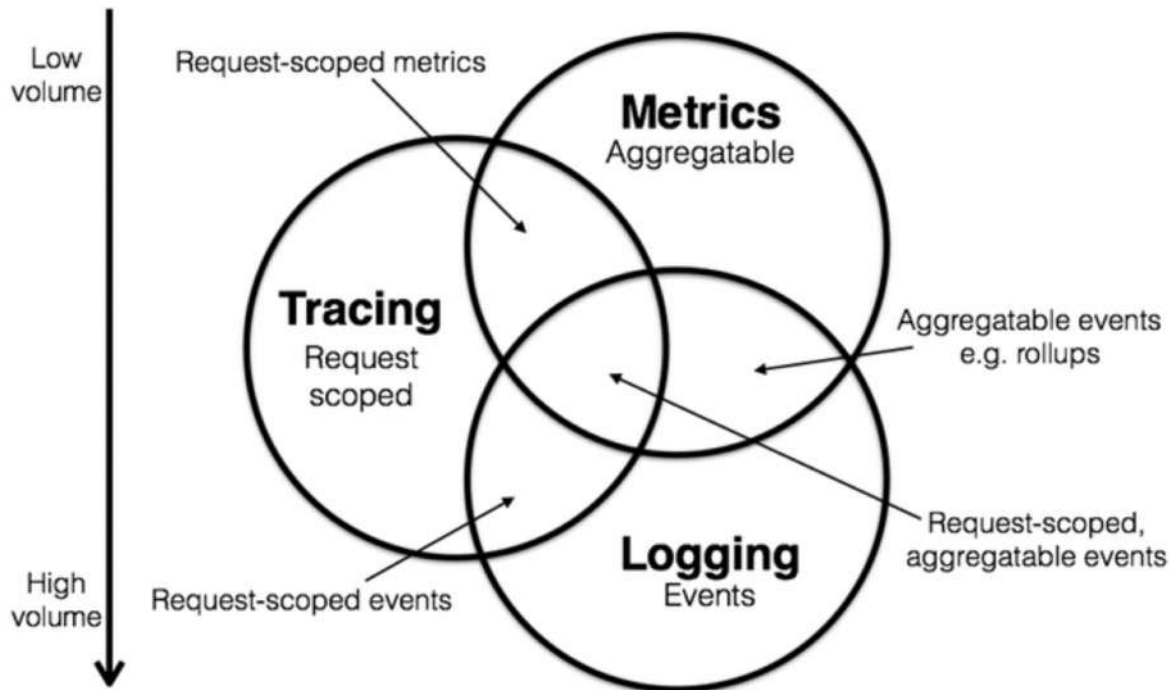 Low
volume
Request-scoped metrics
Metrics
Aggregatable
Tracing
Request
scoped
Aggregatable events
e.g. rollups
Request-scoped,
aggregatable events
Logging
Events
High
volume
Request-scoped events